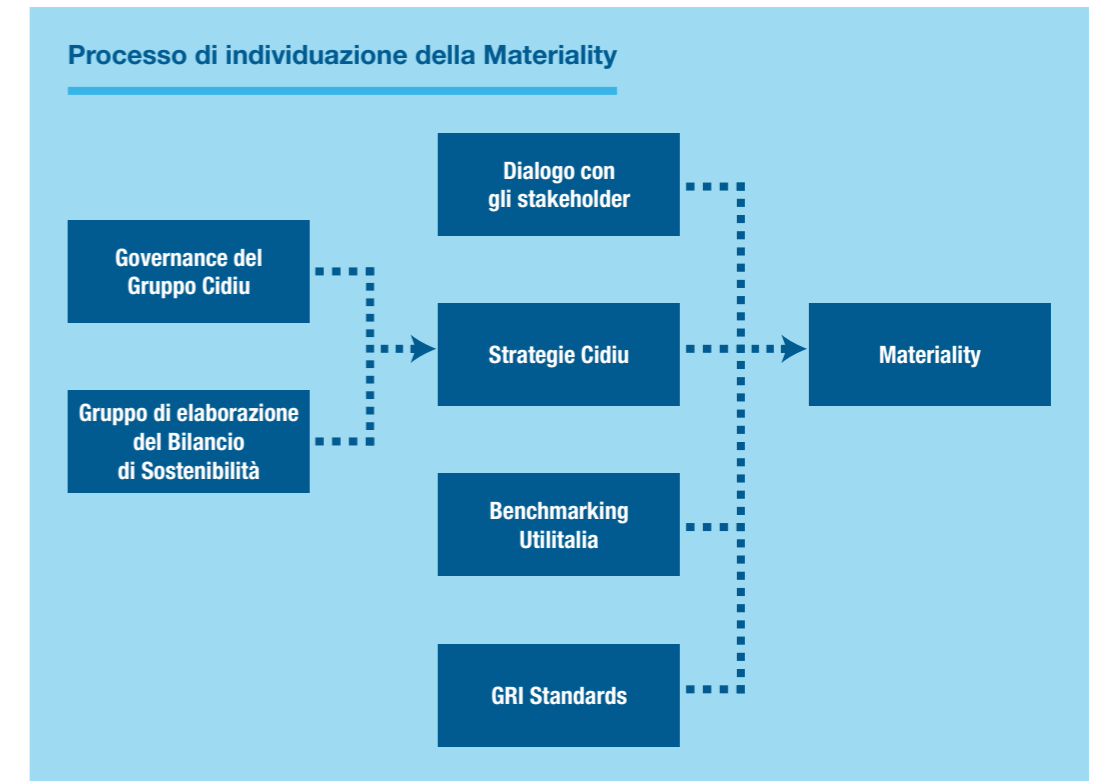 Processo di individuazione della Materiality
Dialogo con
gli stakeholder
Governance del
Gruppo Cidiu
Strategie Cidiu
Materiality
Gruppo di elaborazione
del Bilancio
di Sostenibilità
Benchmarking
Utilitalia
GRI Standards